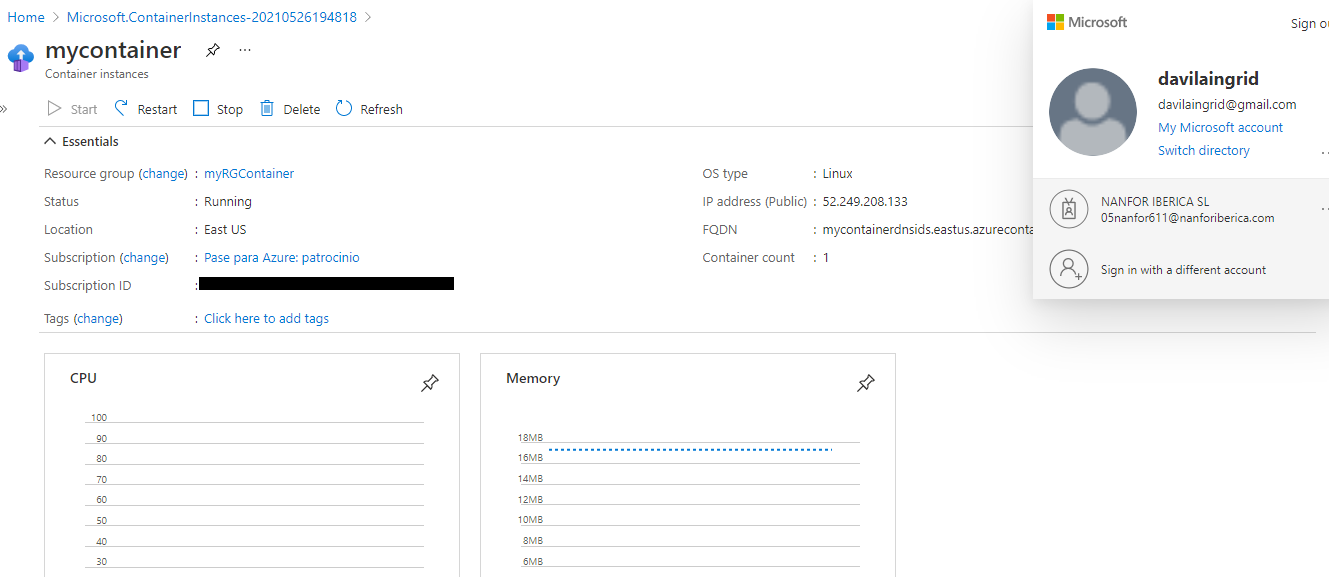 Home > Microsoft.ContainerInstances-20210526194818 >
mycontainer ...
Container instances
Start Restart Stop Delete Refresh
Essentials
Resource group (change) : myRGContainer
Status : Running
Location : East US
Subscription (change) : Pase para Azure: patrocinio
Subscription ID :
Tags (change) : Click here to add tags
OS type : Linux
IP address (Public) : 52.249.208.133
FQDN : mycontainerdnsids.eastus.azureconta
Container count : 1
Microsoft
Sign ou
davilaingrid
davilaingrid@gmail.com
My Microsoft account
Switch directory
NANFOR IBERICA SL
05nanfor611@nanforiberica.com
Sign in with a different account
CPU
100
90
80
70
60
50
40
30
Memory
18MB
16MB
14MB
12MB
10MB
8MB
6MB